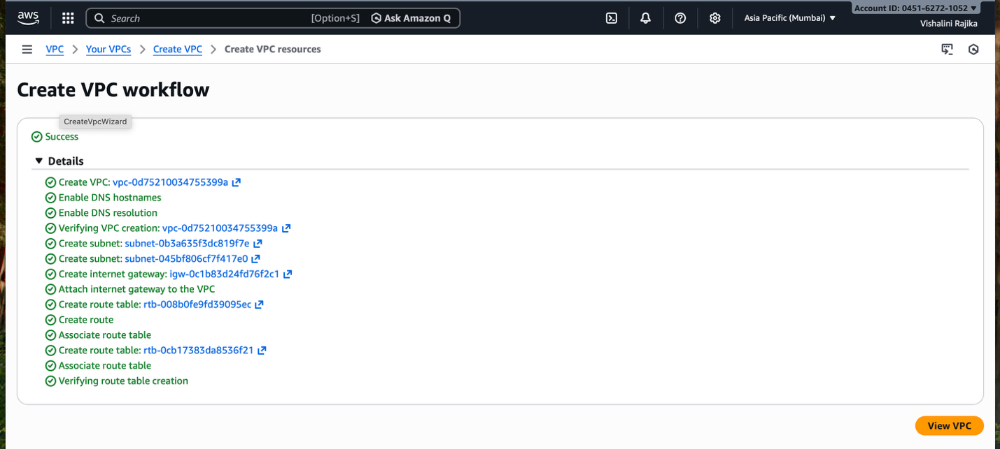 aws
Search [Option+S] Ask Amazon Q
Asia Pacific (Mumbai)
Account ID: 0451-6272-1052
Vishalini Rajika
VPC > Your VPCs > Create VPC > Create VPC resources
Create VPC workflow
CreateVpcWizard
Success
Details
Create VPC: vpc-0d75210034755399a
Enable DNS hostnames
Enable DNS resolution
Verifying VPC creation: vpc-0d75210034755399a
Create subnet: subnet-0b3a635f3dc819f7e
Create subnet: subnet-045bf806cf7f417e0
Create internet gateway: igw-0c1b83d24fd76f2c1
Attach internet gateway to the VPC
Create route table: rtb-008b0fe9fd39095ec
Create route
Associate route table
Create route table: rtb-0cb17383da8536f21
Associate route table
Verifying route table creation
View VPC